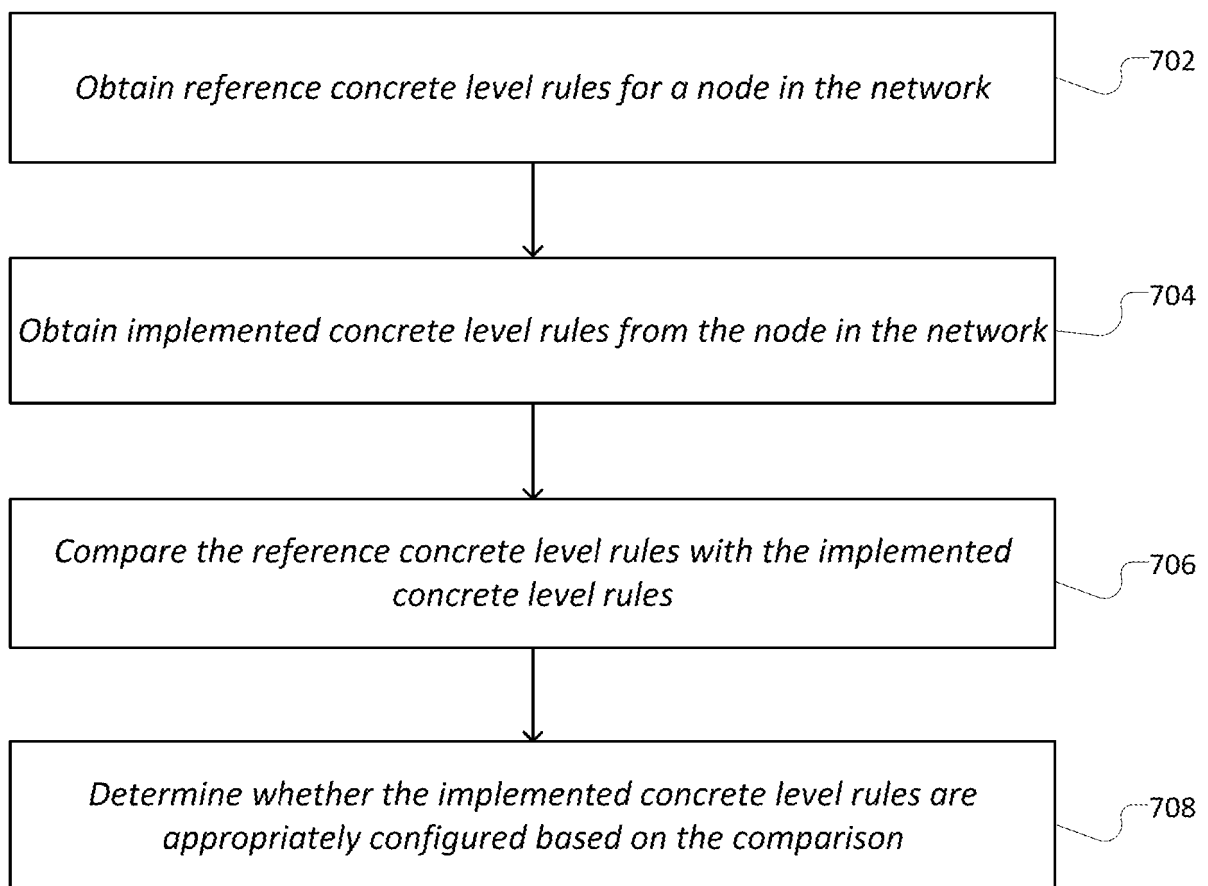 Obtain reference concrete level rules for a node in the network
702
Obtain implemented concrete level rules from the node in the network
704
Compare the reference concrete level rules with the implemented
concrete level rules
706
Determine whether the implemented concrete level rules are
appropriately configured based on the comparison
708